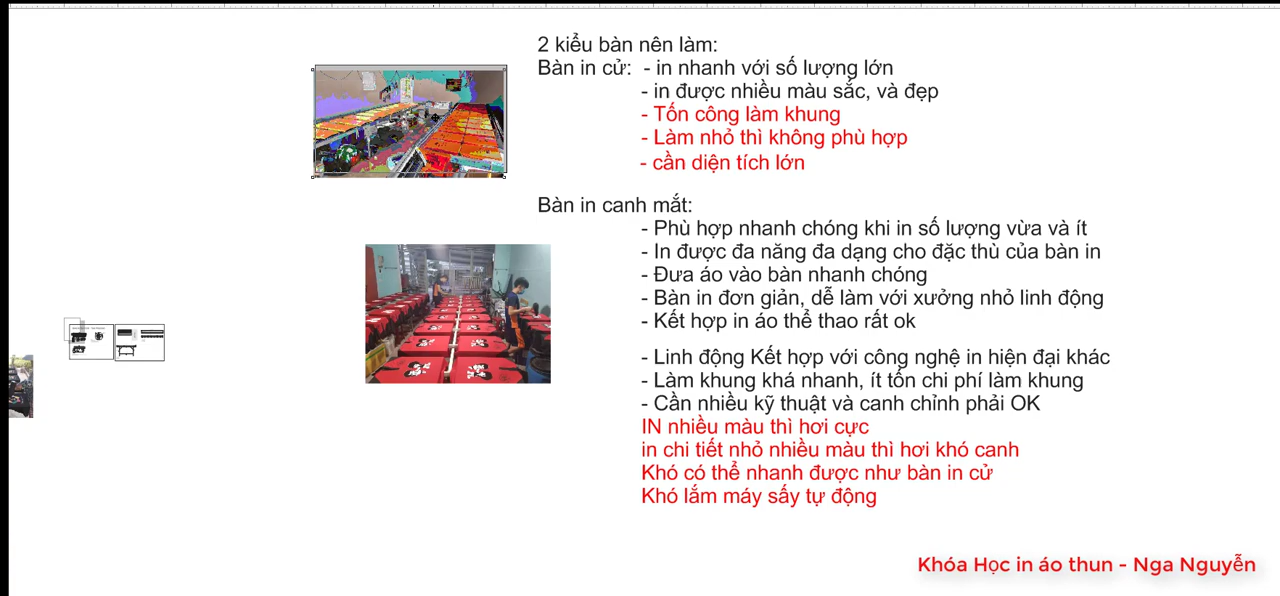 2 kiểu bàn nên làm:
Bàn in cử: - in nhanh với số lượng lớn
- in được nhiều màu sắc, và đẹp
- Tốn công làm khung
- Làm nhỏ thì không phù hợp
- cần diện tích lớn
Bàn in canh mắt:
- Phù hợp nhanh chóng khi in số lượng vừa và ít
- In được đa năng đa dạng cho đặc thù của bàn in
- Đưa áo vào bàn nhanh chóng
- Bàn in đơn giản, dễ làm với xưởng nhỏ linh động
- Kết hợp in áo thể thao rất ok
- Linh động Kết hợp với công nghệ in hiện đại khác
- Làm khung khá nhanh, ít tốn chi phí làm khung
- Cần nhiều kỹ thuật và canh chỉnh phải OK
IN nhiều màu thì hơi cực
in chi tiết nhỏ nhiều màu thì hơi khó canh
Khó có thể nhanh được như bàn in cử
Khó lắm máy sấy tự động
Khóa Học in áo thun - Nga Nguyễn